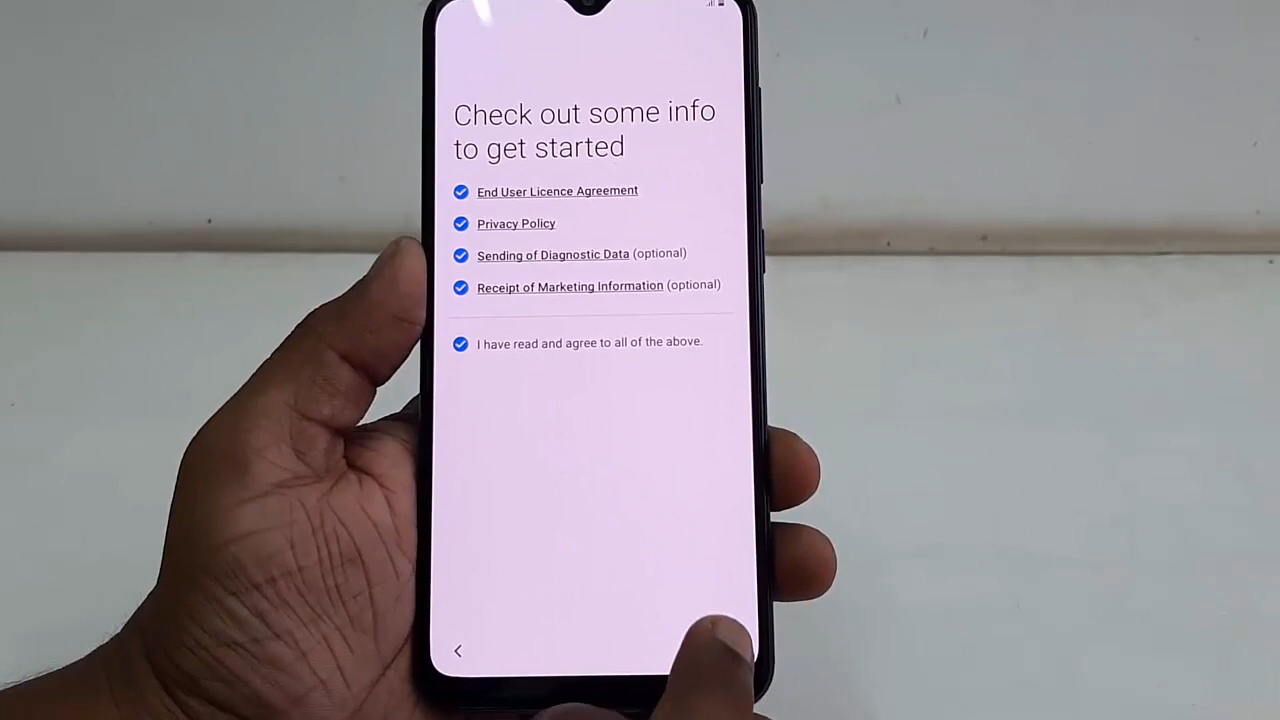 Check out some info
to get started
End User Licence Agreement
Privacy Policy
Sending of Diagnostic Data (optional)
Receipt of Marketing Information (optional)
I have read and agree to all of the above.